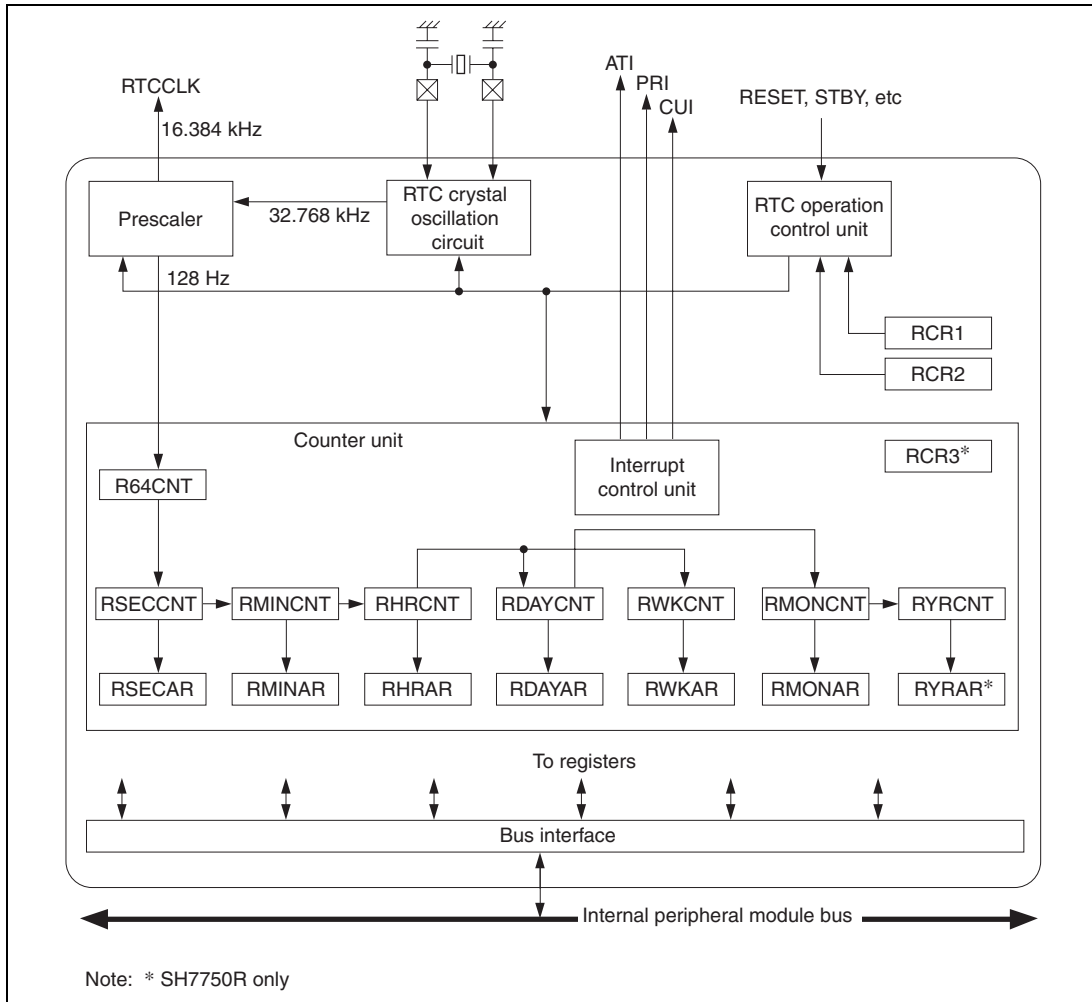 ATI
PRI
CUI
RTCCLK
RESET, STBY, etc
16.384 kHz
Prescaler
32.768 kHz
RTC crystal
oscillation
circuit
RTC operation
control unit
128 Hz
RCR1
RCR2
Counter unit
RCR3*
Interrupt
control unit
R64CNT
RSECCNT RMINCNT RHRCNT RDAYCNT RWKCNT RMONCNT RYRCNT
RSECAR RMINAR RHRAR RDAYAR RWKAR RMONAR RYRAR*
To registers
Bus interface
Internal peripheral module bus
Note: * SH7750R only